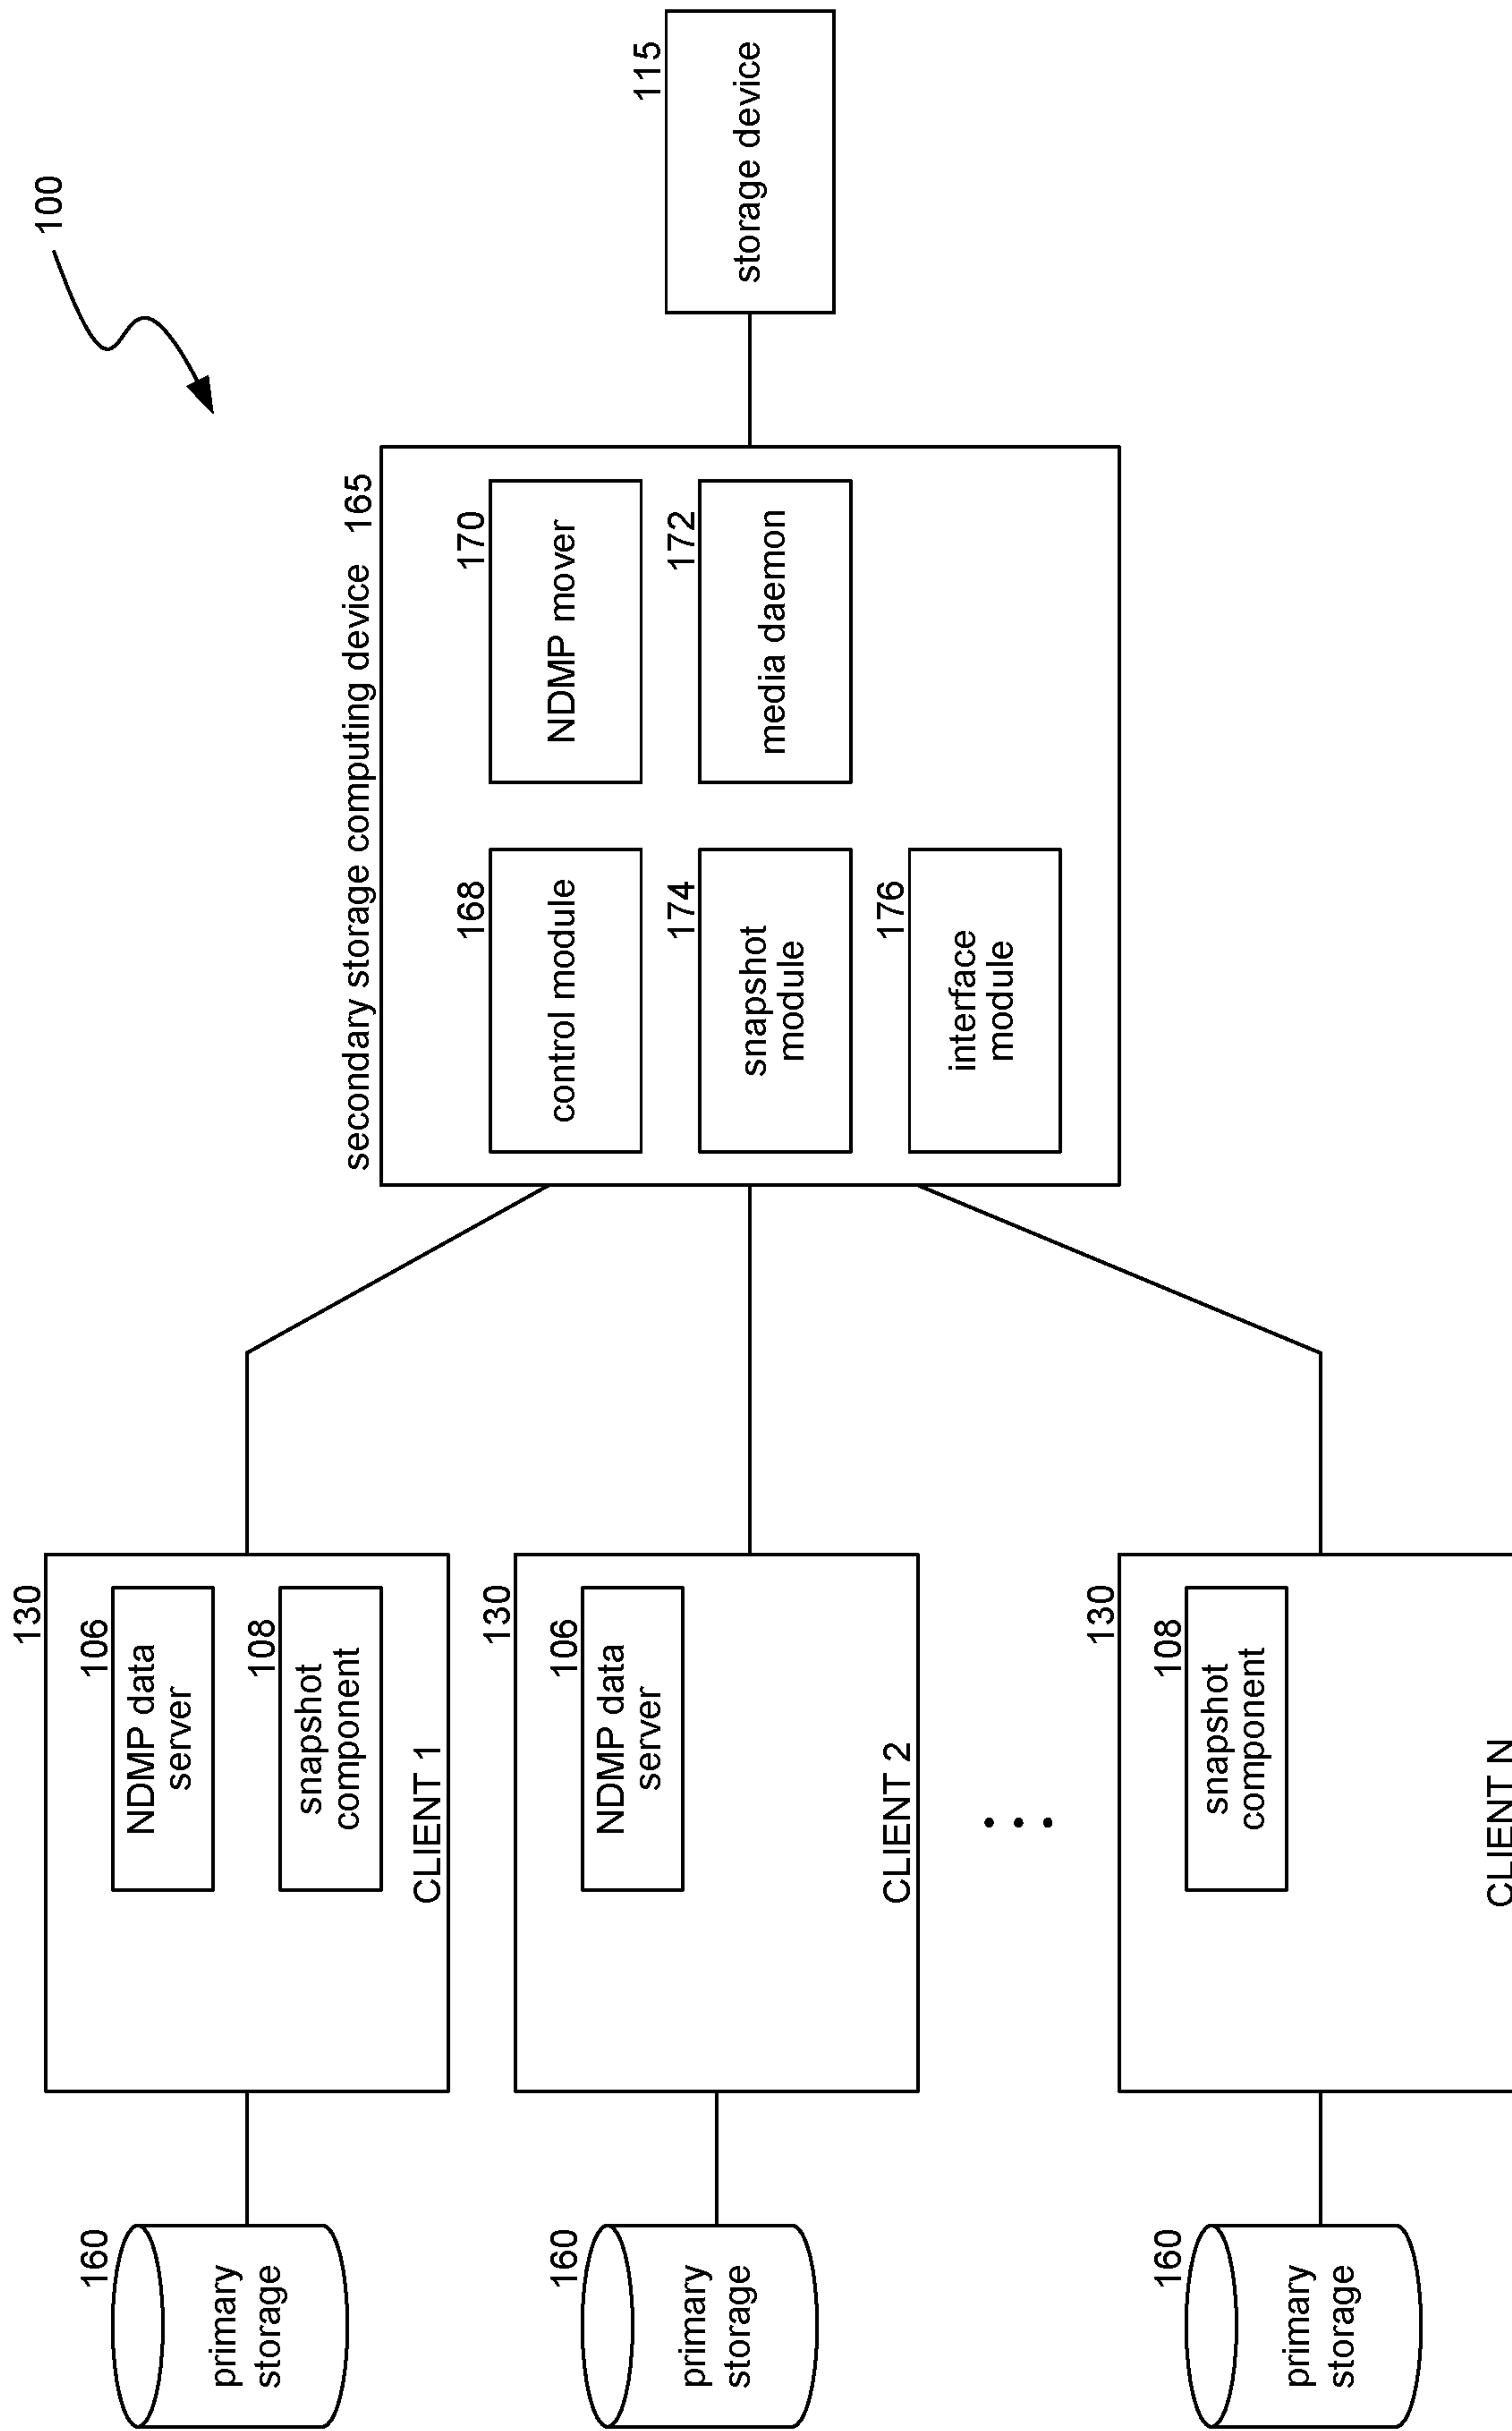 100
160
primary
storage
130
106
NDMP data
server
108
snapshot
component
CLIENT 1
160
primary
storage
130
106
NDMP data
server
CLIENT 2
160
primary
storage
130
108
snapshot
component
CLIENT N
secondary storage computing device 165
168
control module
170
NDMP mover
174
snapshot
module
172
media daemon
176
interface
module
115
storage device